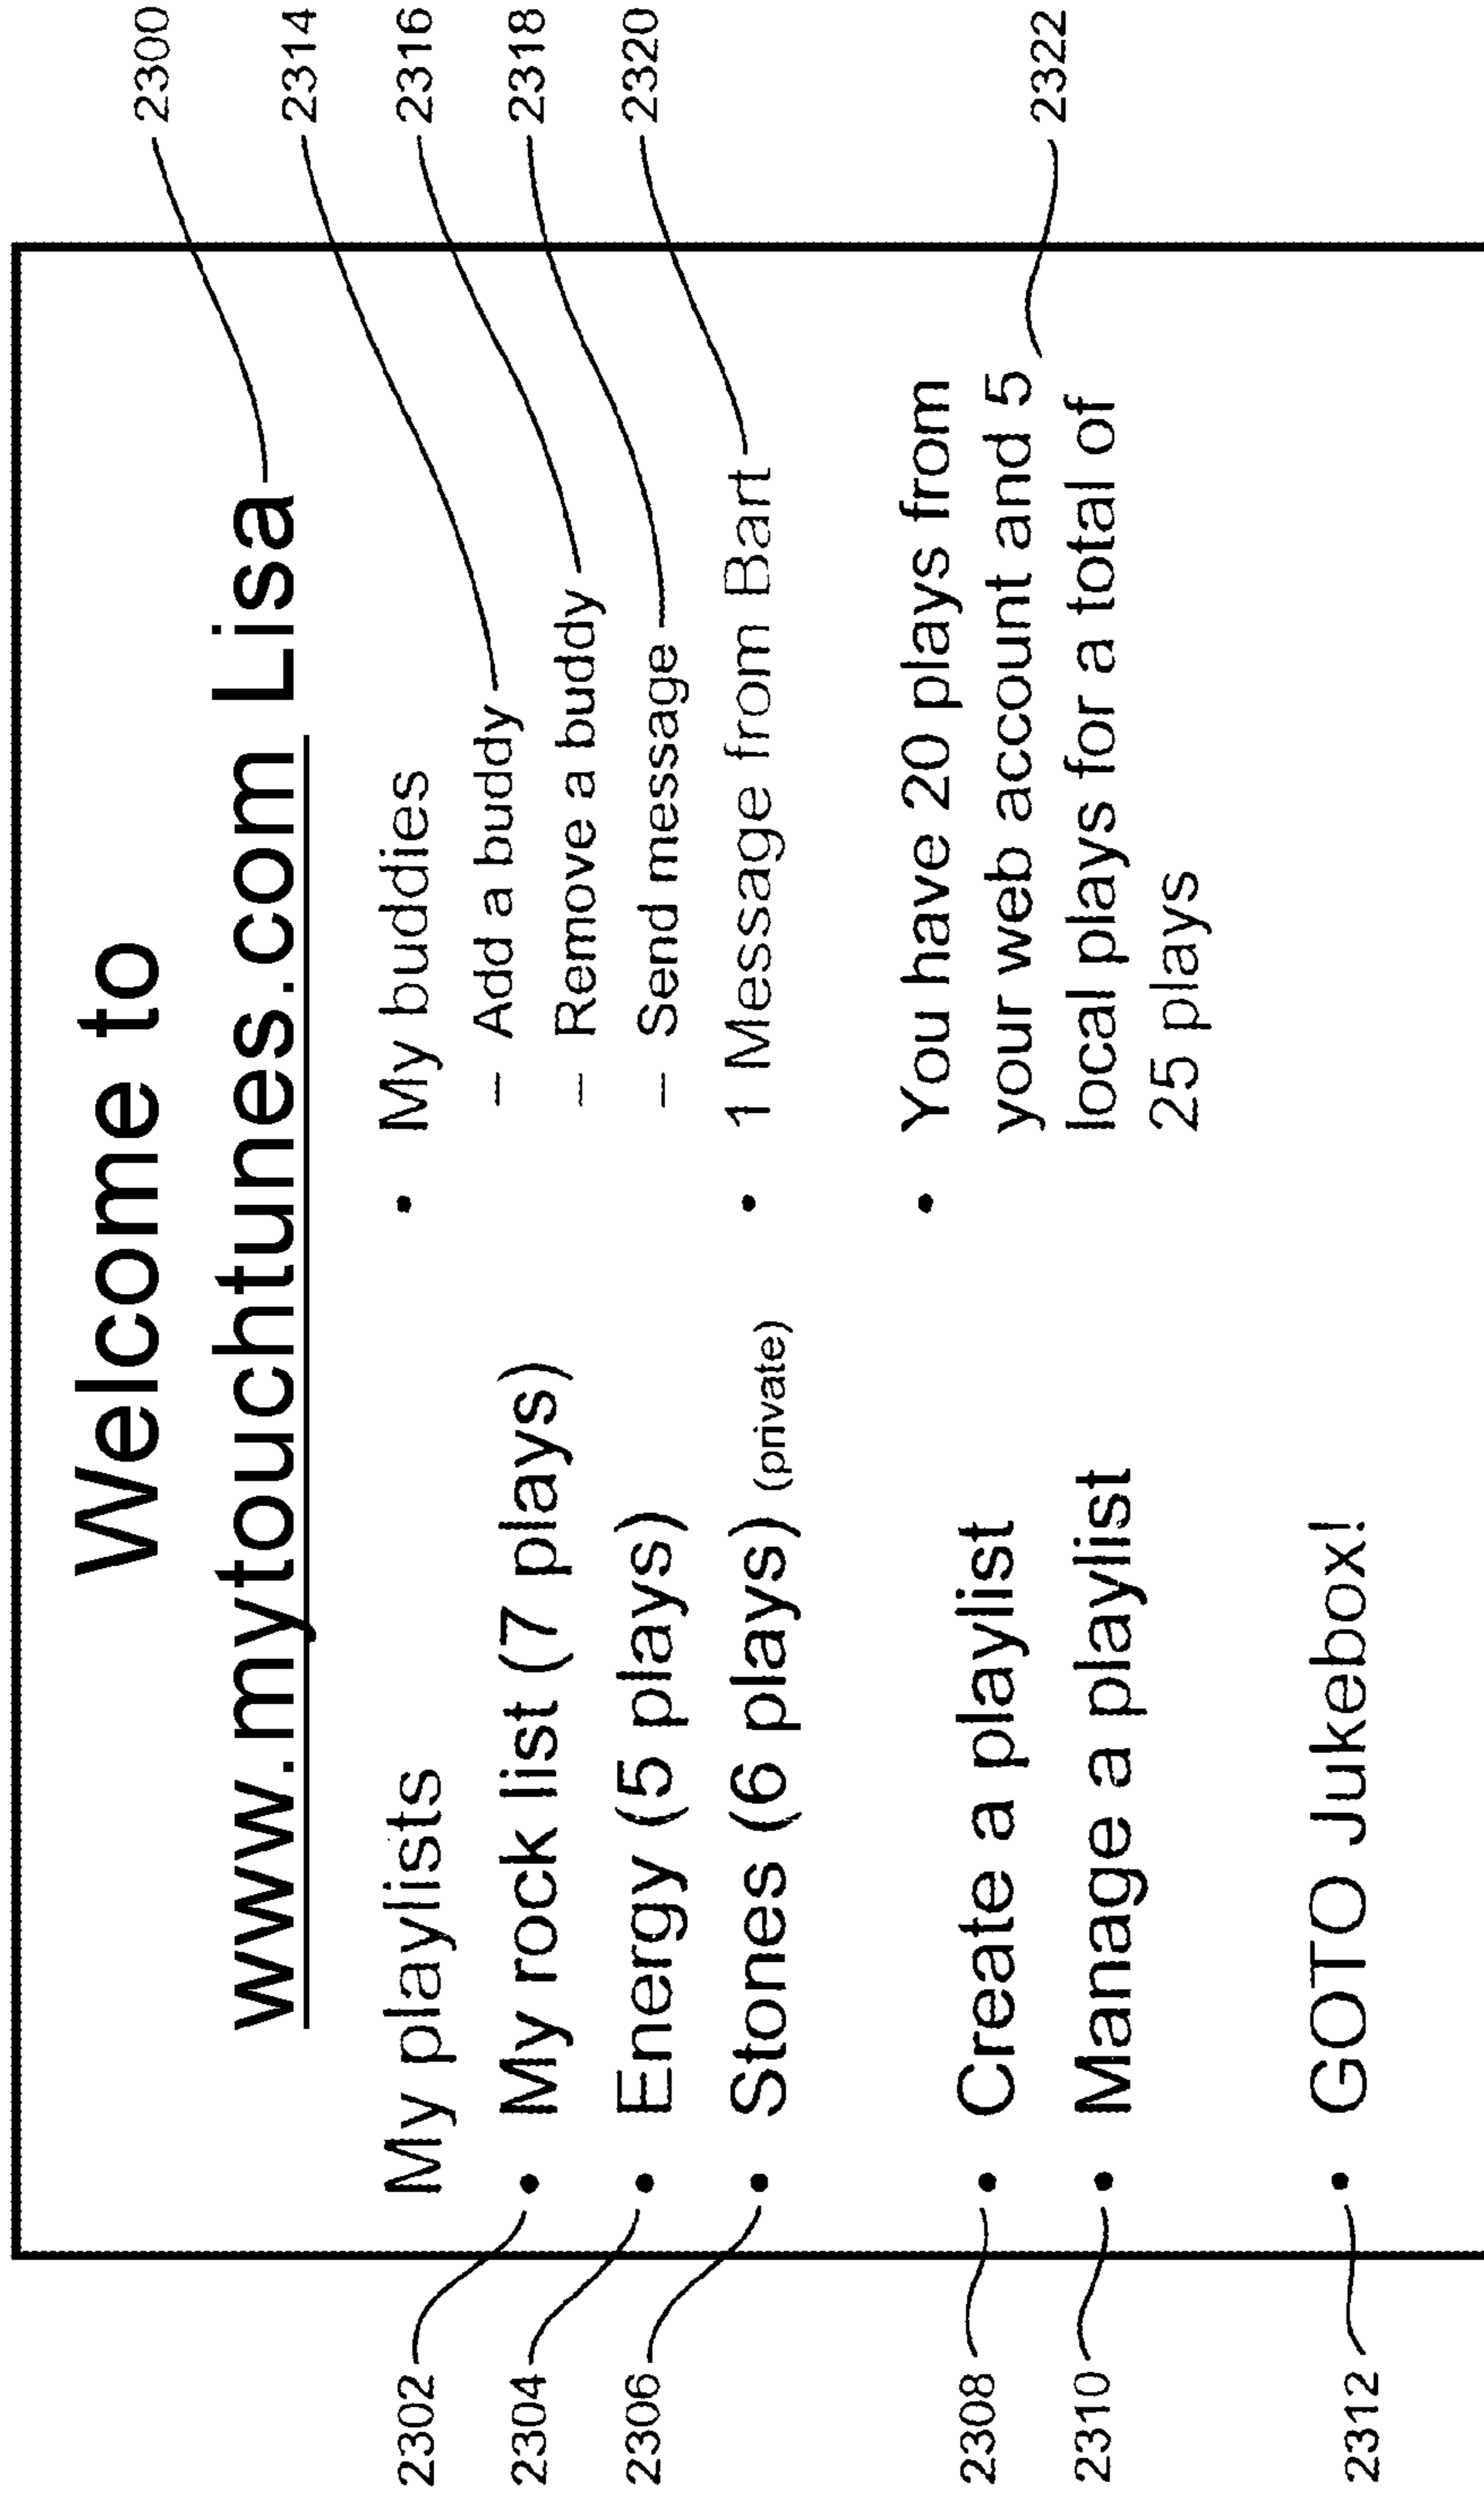 Welcome to
www.mytouchtunes.com Lisa
2300
My playlists
2302
• My rock list (7 plays)
2304
• Energy (5 plays)
2306
• Stones (6 plays) (private)
2308
• Create a playlist
2310
• Manage a playlist
2312
• GOTO Jukebox!
• My buddies
– Add a buddy
2314
– Remove a buddy
2316
– Send message
2318
• 1 Message from Bart
2320
• You have 20 plays from
your web account and 5
local plays for a total of
25 plays
2322